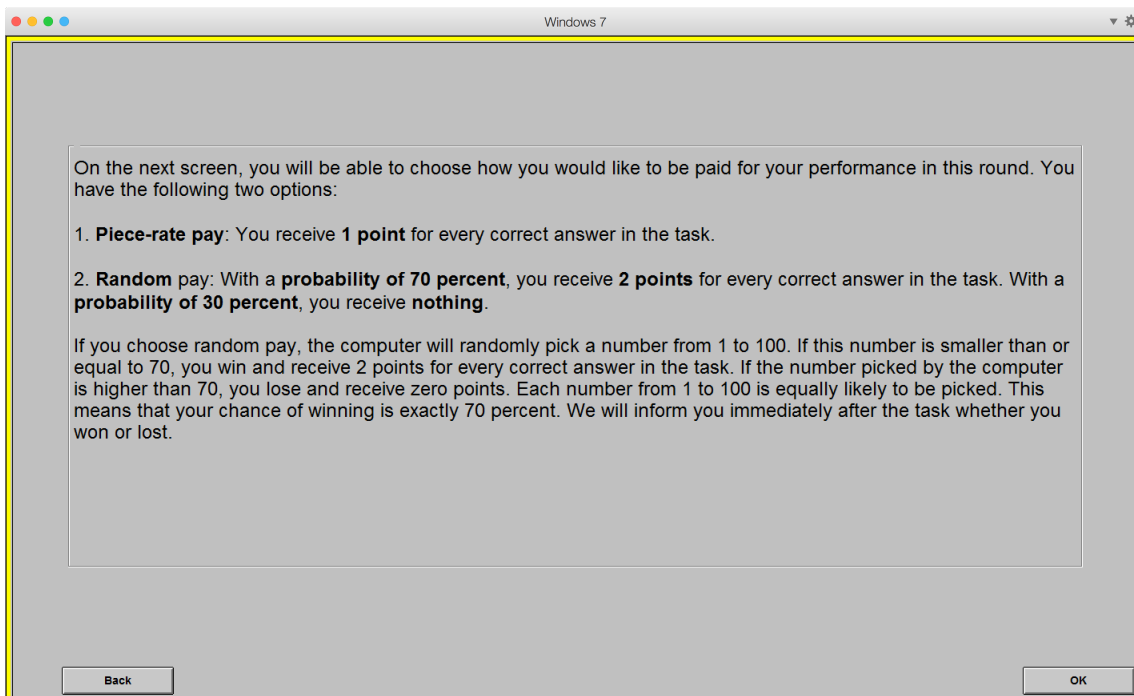 Windows 7
On the next screen, you will be able to choose how you would like to be paid for your performance in this round. You
have the following two options:
1. Piece-rate pay: You receive 1 point for every correct answer in the task.
2. Random pay: With a probability of 70 percent, you receive 2 points for every correct answer in the task. With a
probability of 30 percent, you receive nothing.
If you choose random pay, the computer will randomly pick a number from 1 to 100. If this number is smaller than or
equal to 70, you win and receive 2 points for every correct answer in the task. If the number picked by the computer
is higher than 70, you lose and receive zero points. Each number from 1 to 100 is equally likely to be picked. This
means that your chance of winning is exactly 70 percent. We will inform you immediately after the task whether you
won or lost.
Back
OK